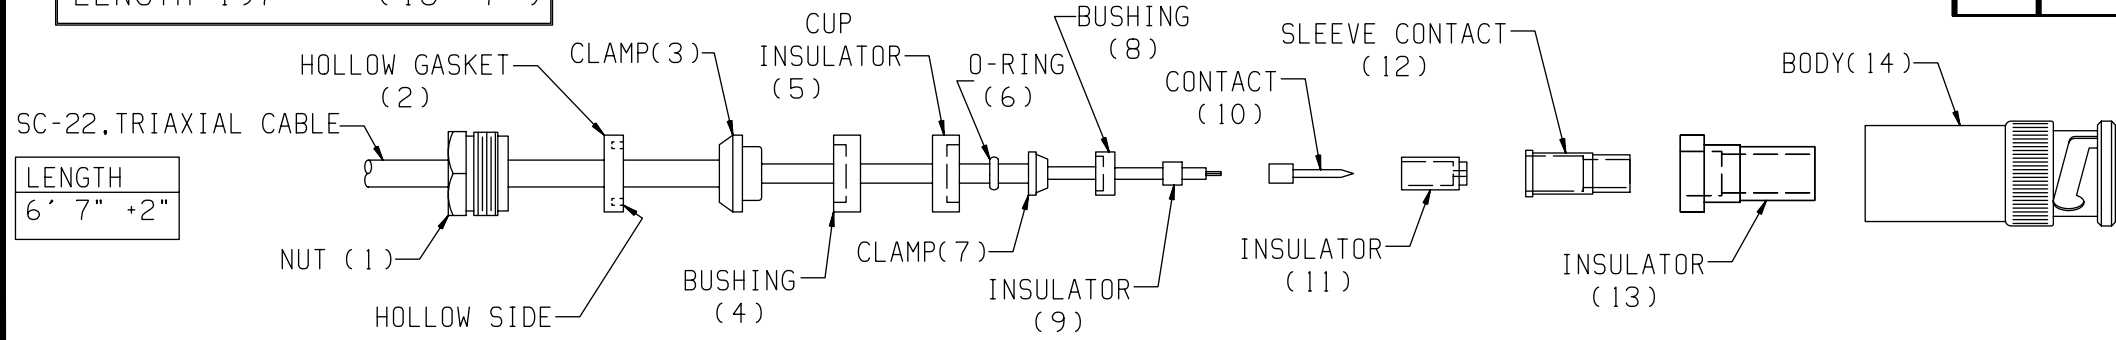 CUP
INSULATOR
(5)
BUSHING
(8)
HOLLOW GASKET
(2)
CLAMP(3)
O-RING
(6)
CONTACT
(10)
SLEEVE CONTACT
(12)
BODY(14)
SC-22,TRIAXIAL CABLE
LENGTH
6' 7" +2"
NUT (1)
HOLLOW SIDE
BUSHING
(4)
CLAMP(7)
INSULATOR
(9)
INSULATOR
(11)
INSULATOR
(13)